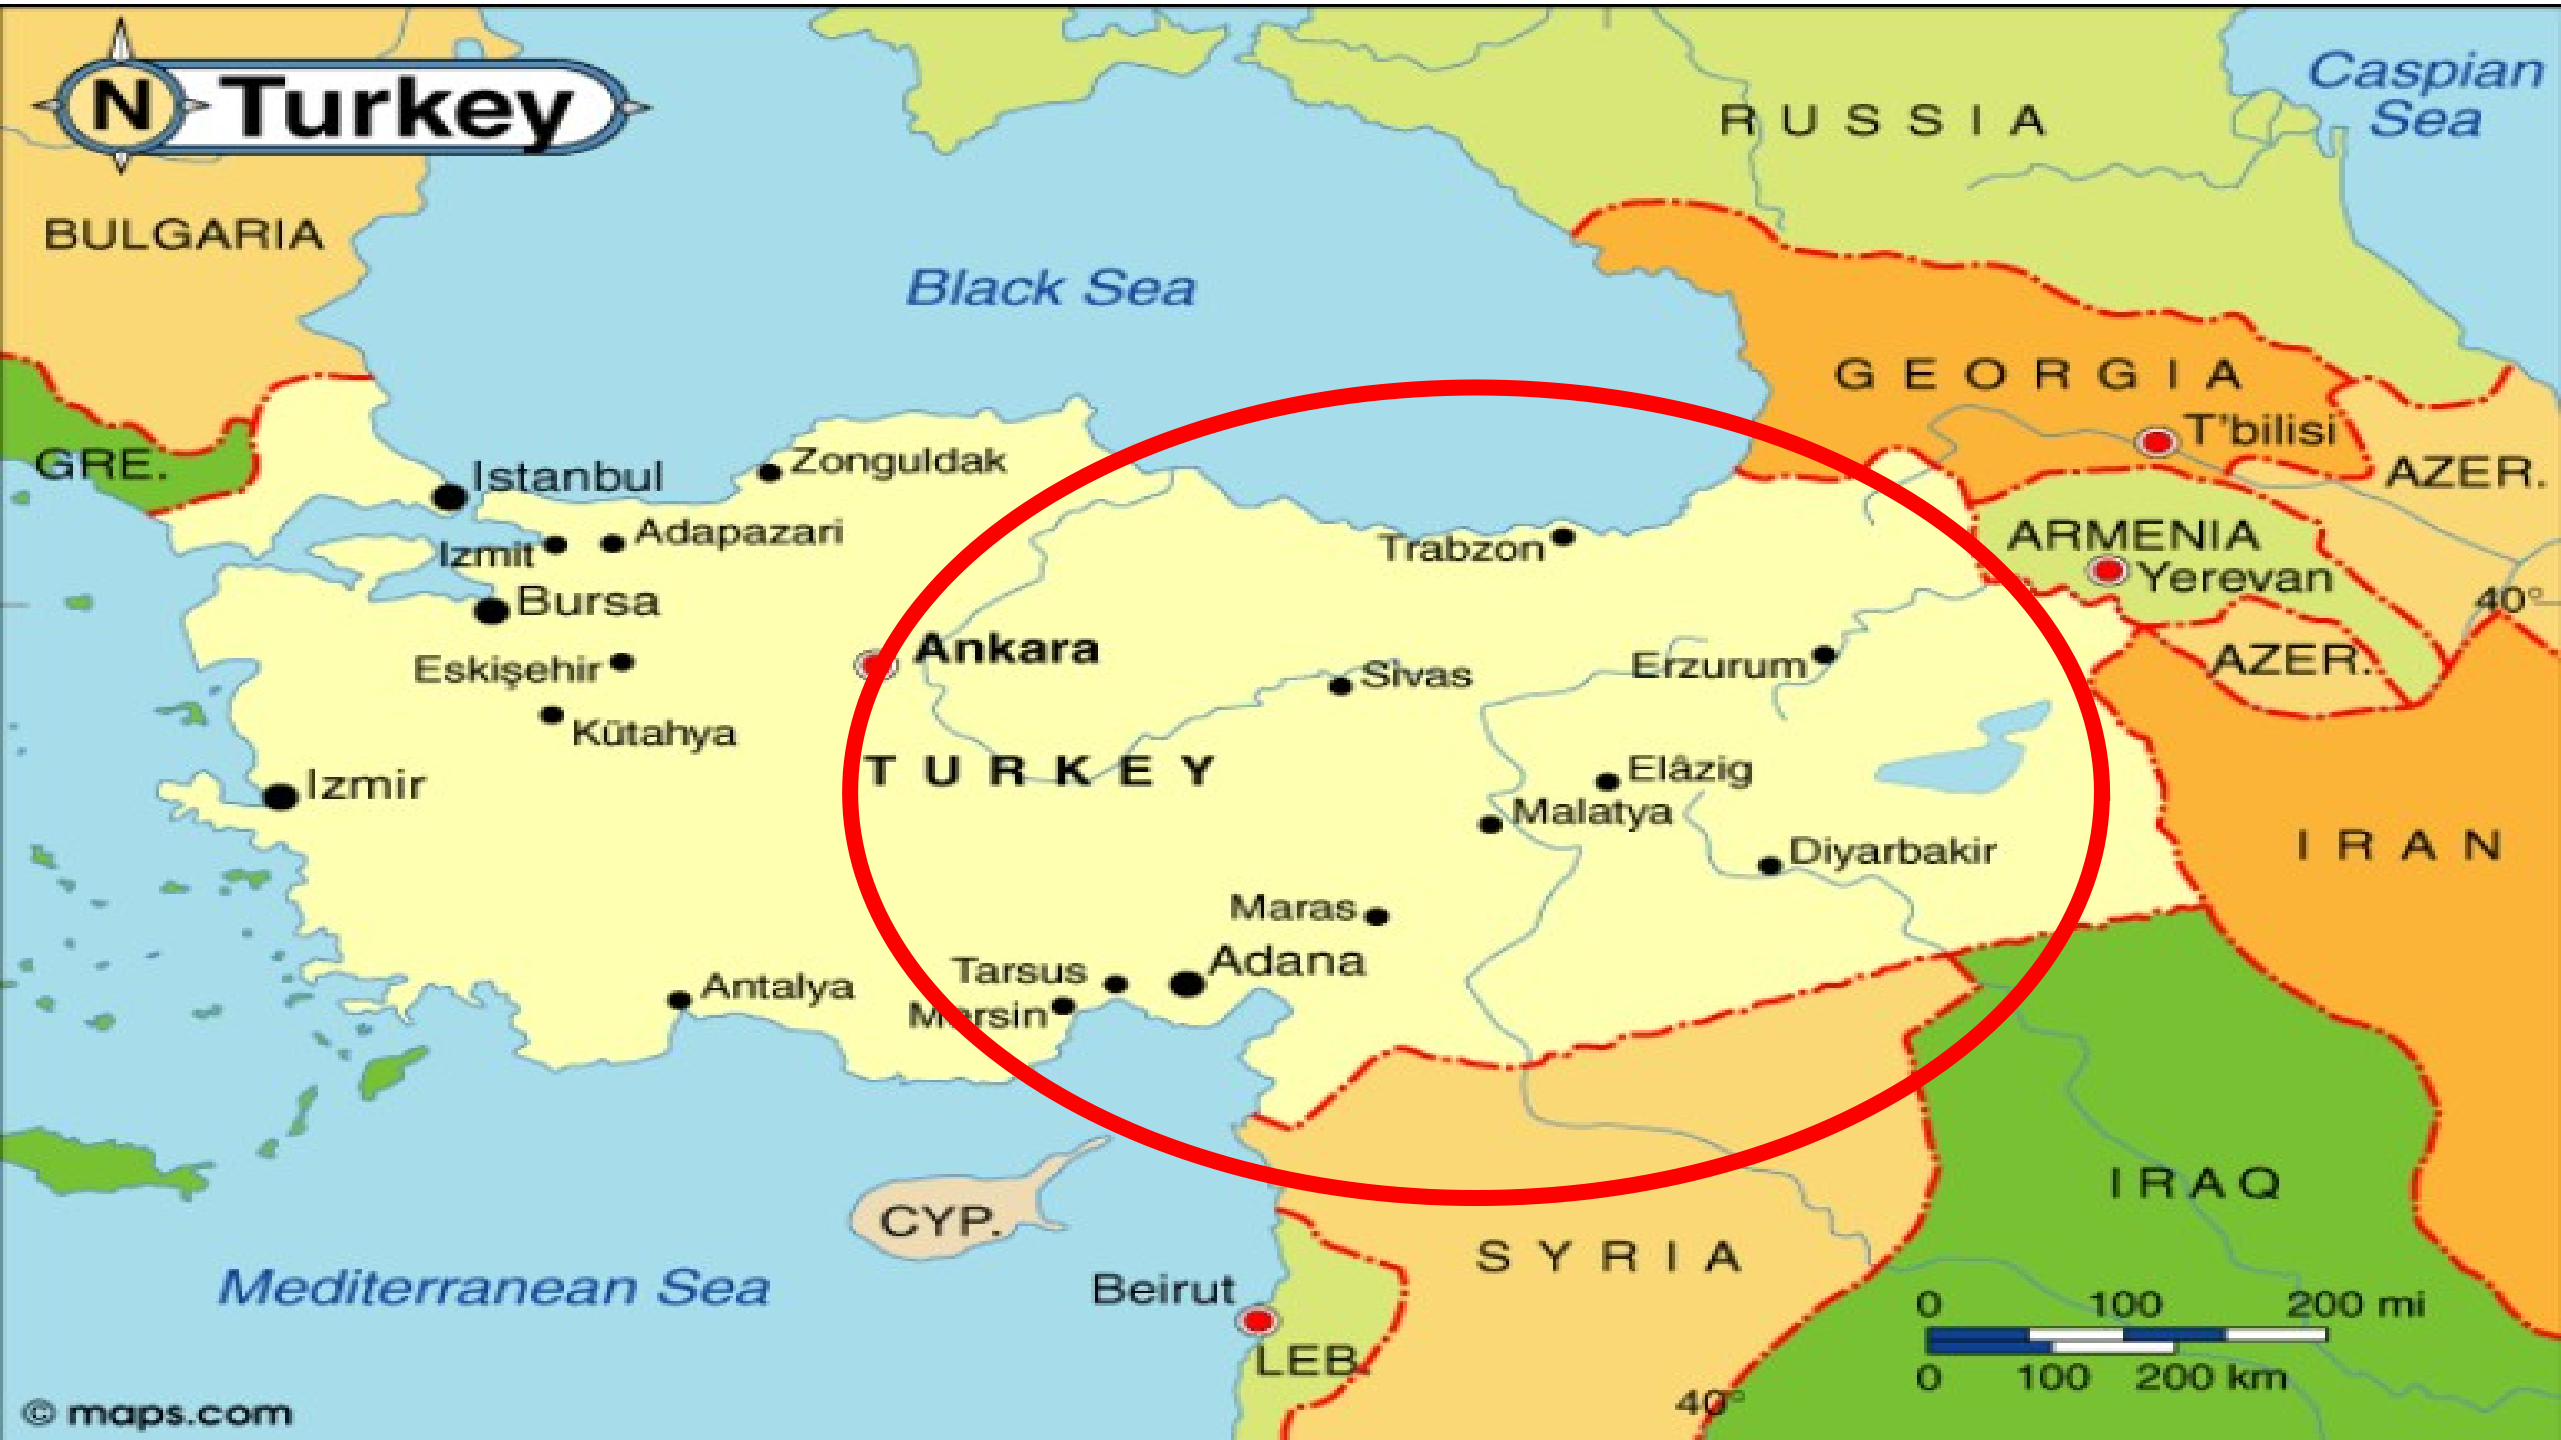 N Turkey
Caspian
Sea
RUSSIA
BULGARIA
Black Sea
GEORGIA
T'bilisi
GRE.
Istanbul
Zonguldak
AZER.
Izmit
Adapazari
Trabzon
ARMENIA
Yerevan
Bursa
40°
Ankara
Eskişehir
Sivas
Erzurum
AZER.
Kütahya
TURKEY
Izmir
Elâzig
Malatya
Diyarbakir
IRAN
Maras
Adana
Tarsus
Antalya
Mersin
IRAQ
CYP.
SYRIA
Mediterranean Sea
Beirut
0 100 200 mi
LEB.
0 100 200 km
40°
© maps.com